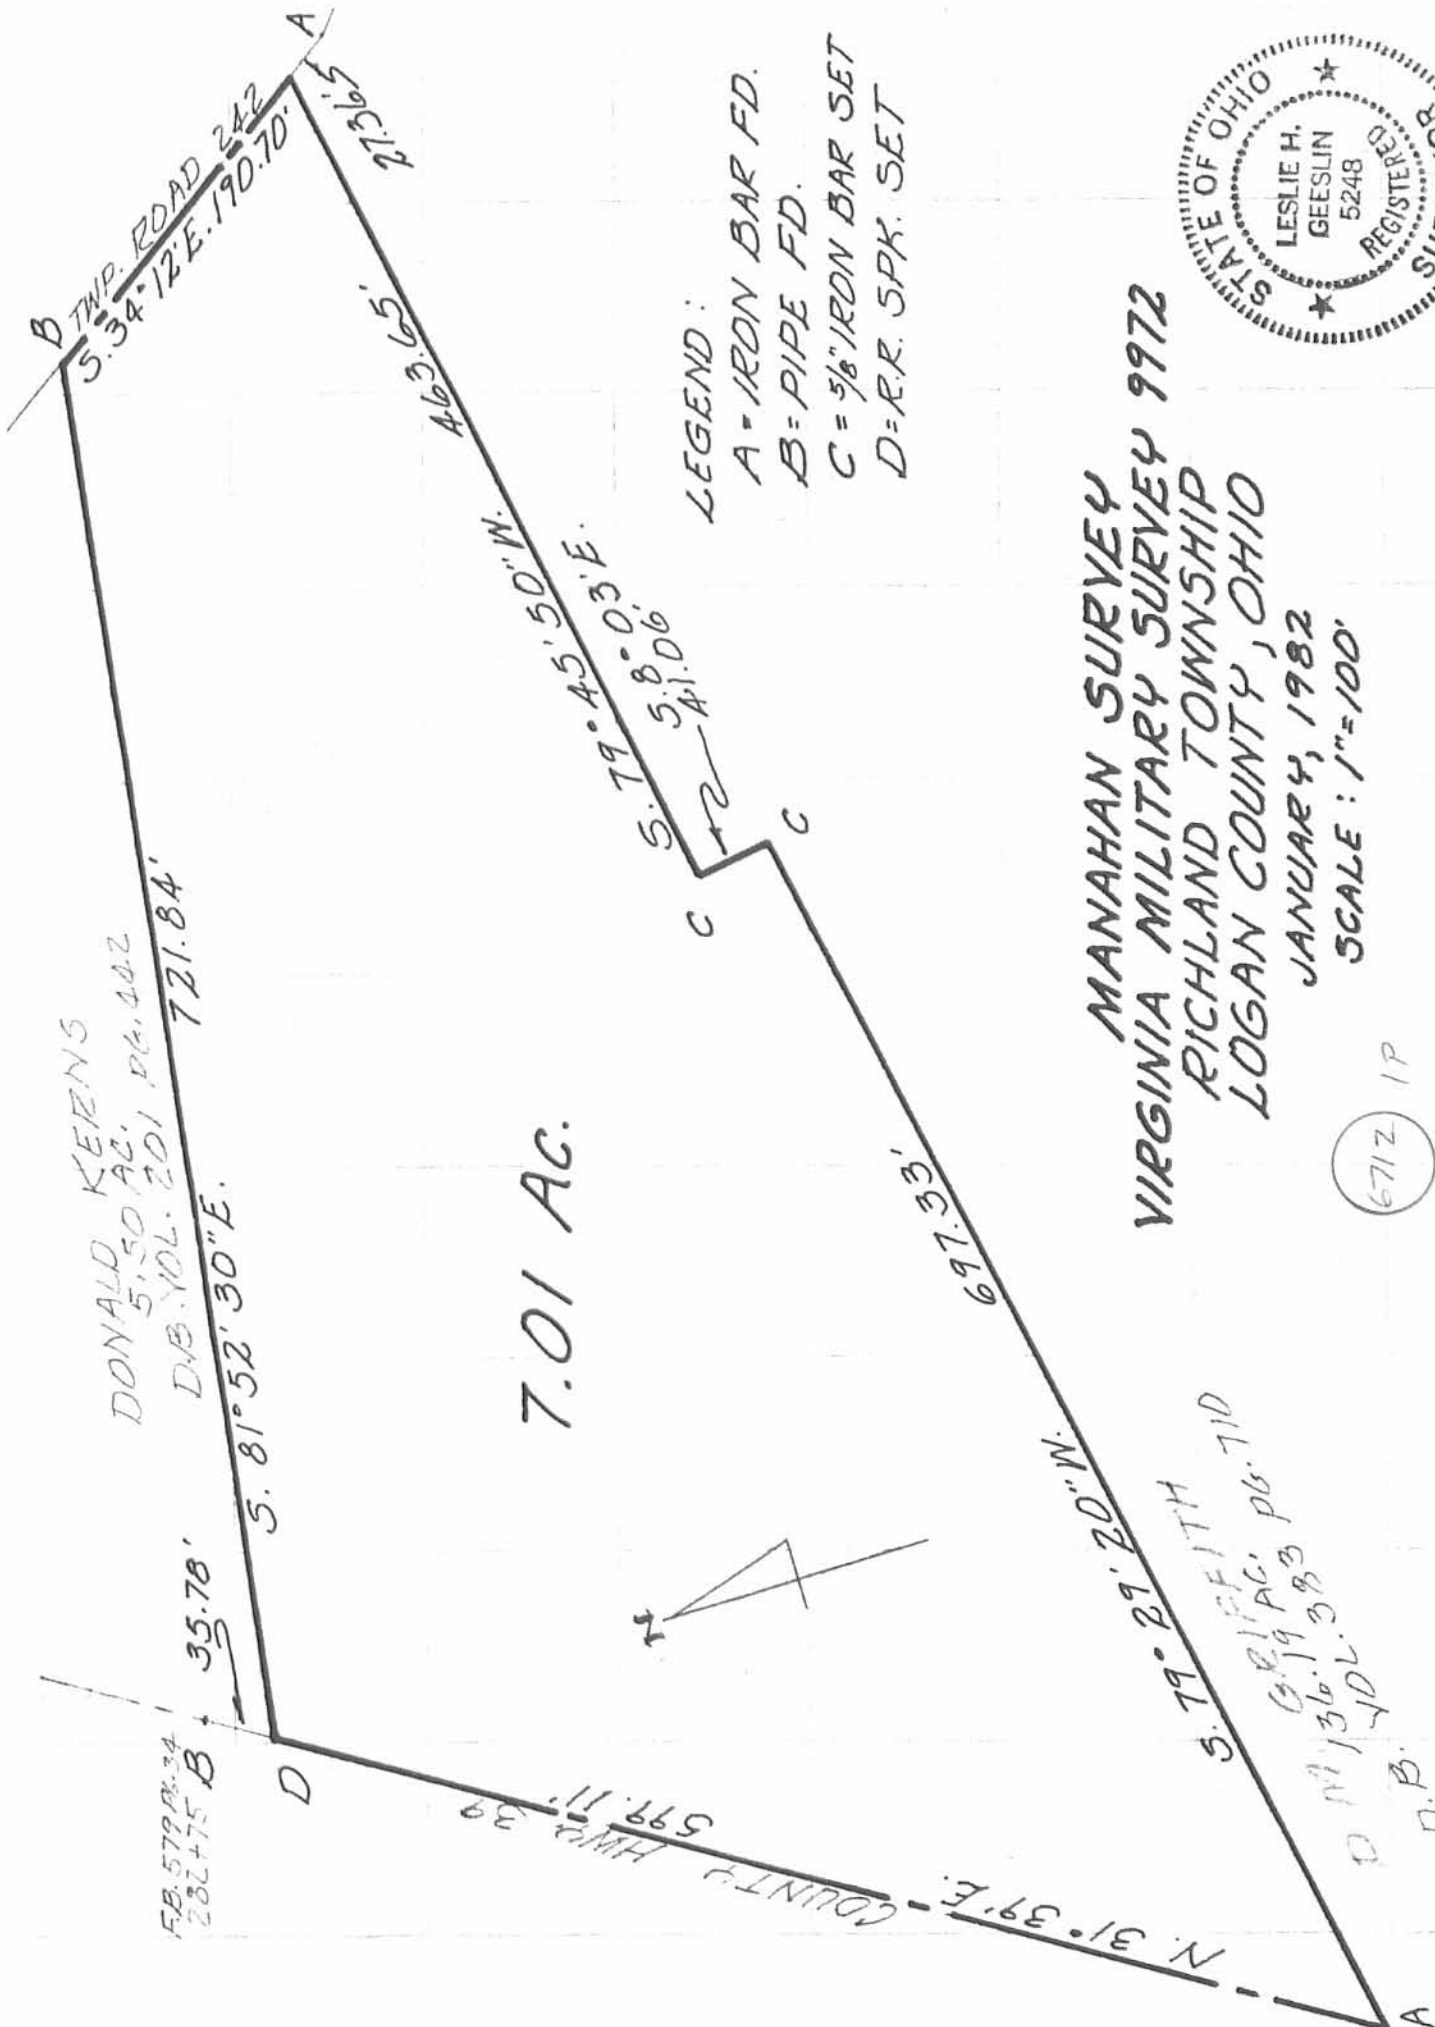 DONALD KERNS
5.50 AC.
D.B. VOL. 201 PG. 442
F.B. 579 PG. 34
232+75
B
35.78'
D
S. 81° 52' 30" E.
721.84'
B
TWP. ROAD 242
S. 34° 12' E. 190.70'
A
27.365
463.65'
S. 79° 45' 50" W.
S. 8° 03' E.
41.06'
C
C
7.01 AC.
N
COUNTY HWY. 39
599.11'
N. 31° 39' E.
697.33'
S. 79° 29' 20" W.
GRIFFITH
136.19 AC.
D.B. VOL. 383 PG. 710
A
LEGEND:
A = IRON BAR FD.
B = PIPE FD.
C = 5/8" IRON BAR SET
D = R.R. SPK. SET
MANAHAN SURVEY
VIRGINIA MILITARY SURVEY 9972
RICHLAND TOWNSHIP
LOGAN COUNTY, OHIO
JANUARY, 1982
SCALE: 1"=100'
6712 1P
STATE OF OHIO
LESLIE H.
GEESLIN
5248
REGISTERED